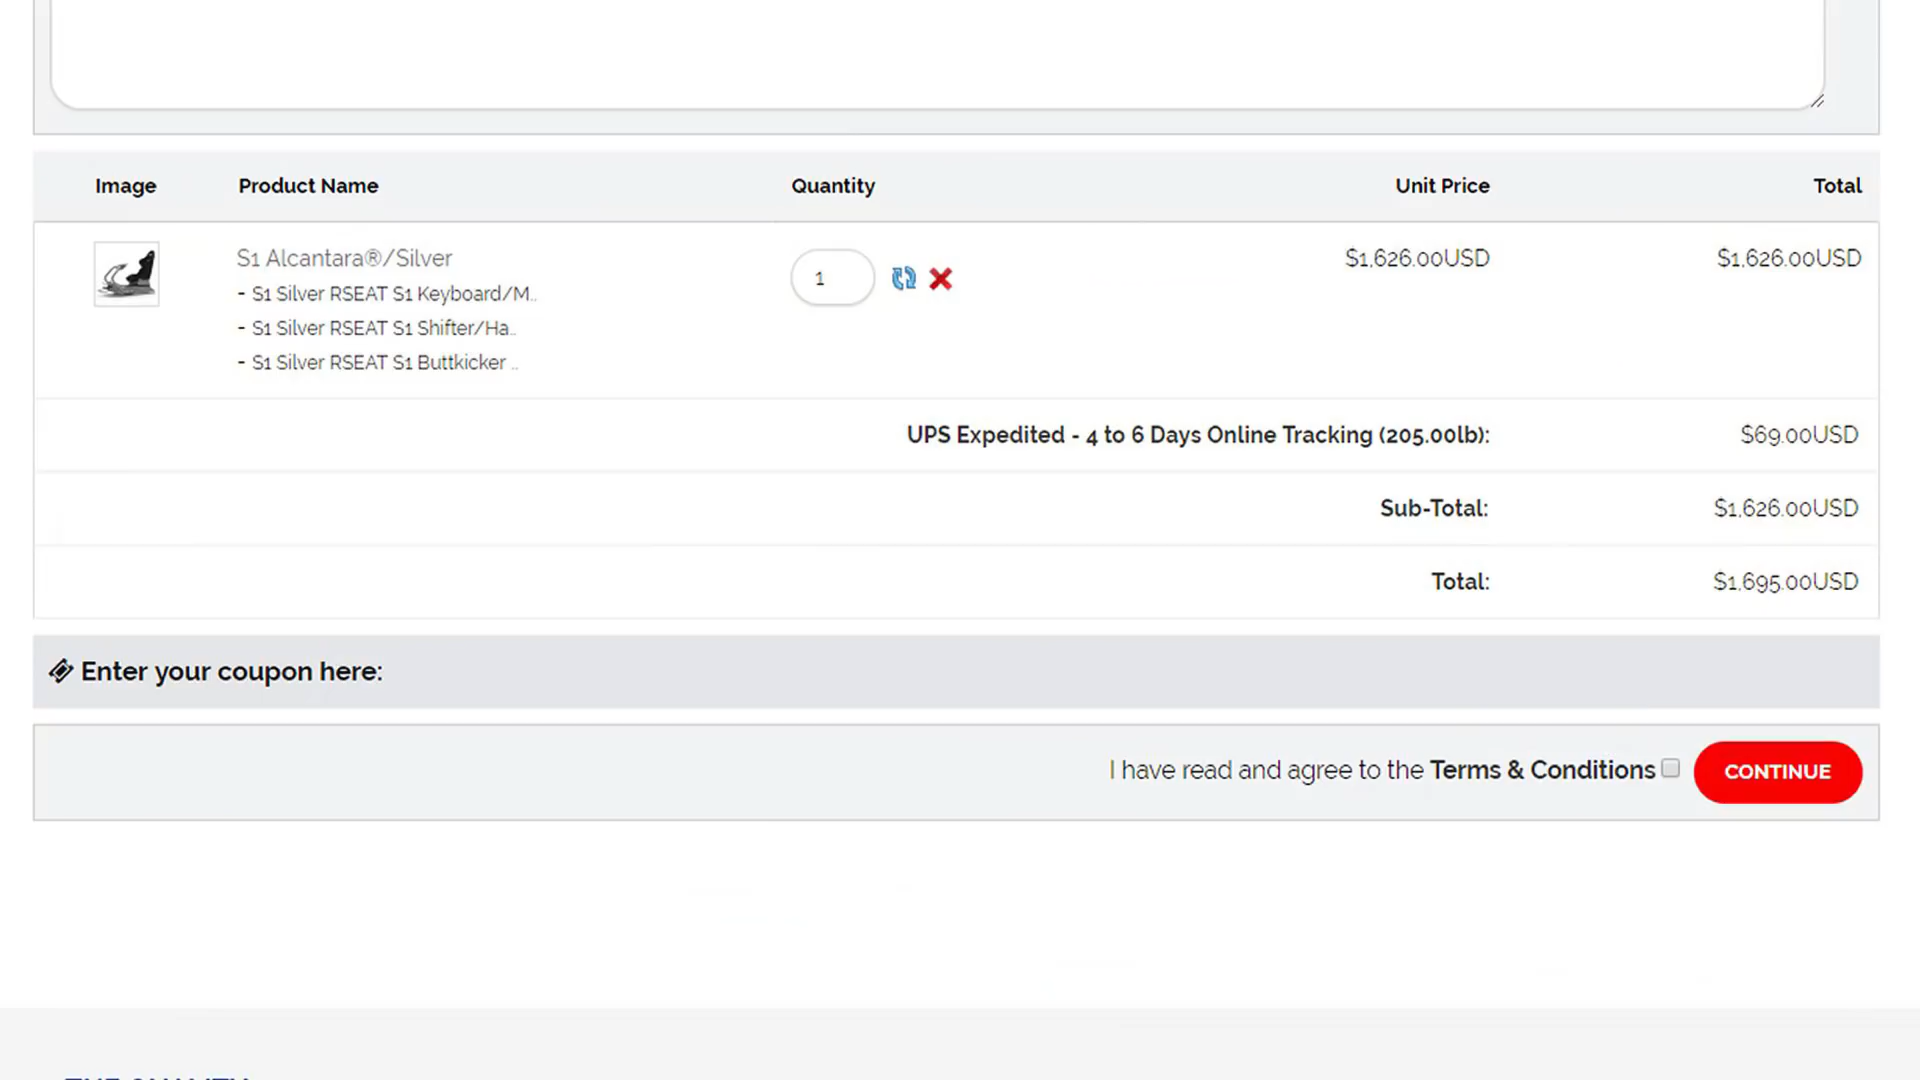 Image Product Name Quantity Unit Price Total
S1 Alcantara®/Silver 1 $1,626.00USD $1,626.00USD
- S1 Silver RSEAT S1 Keyboard/M..
- S1 Silver RSEAT S1 Shifter/Ha..
- S1 Silver RSEAT S1 Buttkicker ..
UPS Expedited - 4 to 6 Days Online Tracking (205.00lb): $69.00USD
Sub-Total: $1,626.00USD
Total: $1,695.00USD
Enter your coupon here:
I have read and agree to the Terms & Conditions CONTINUE